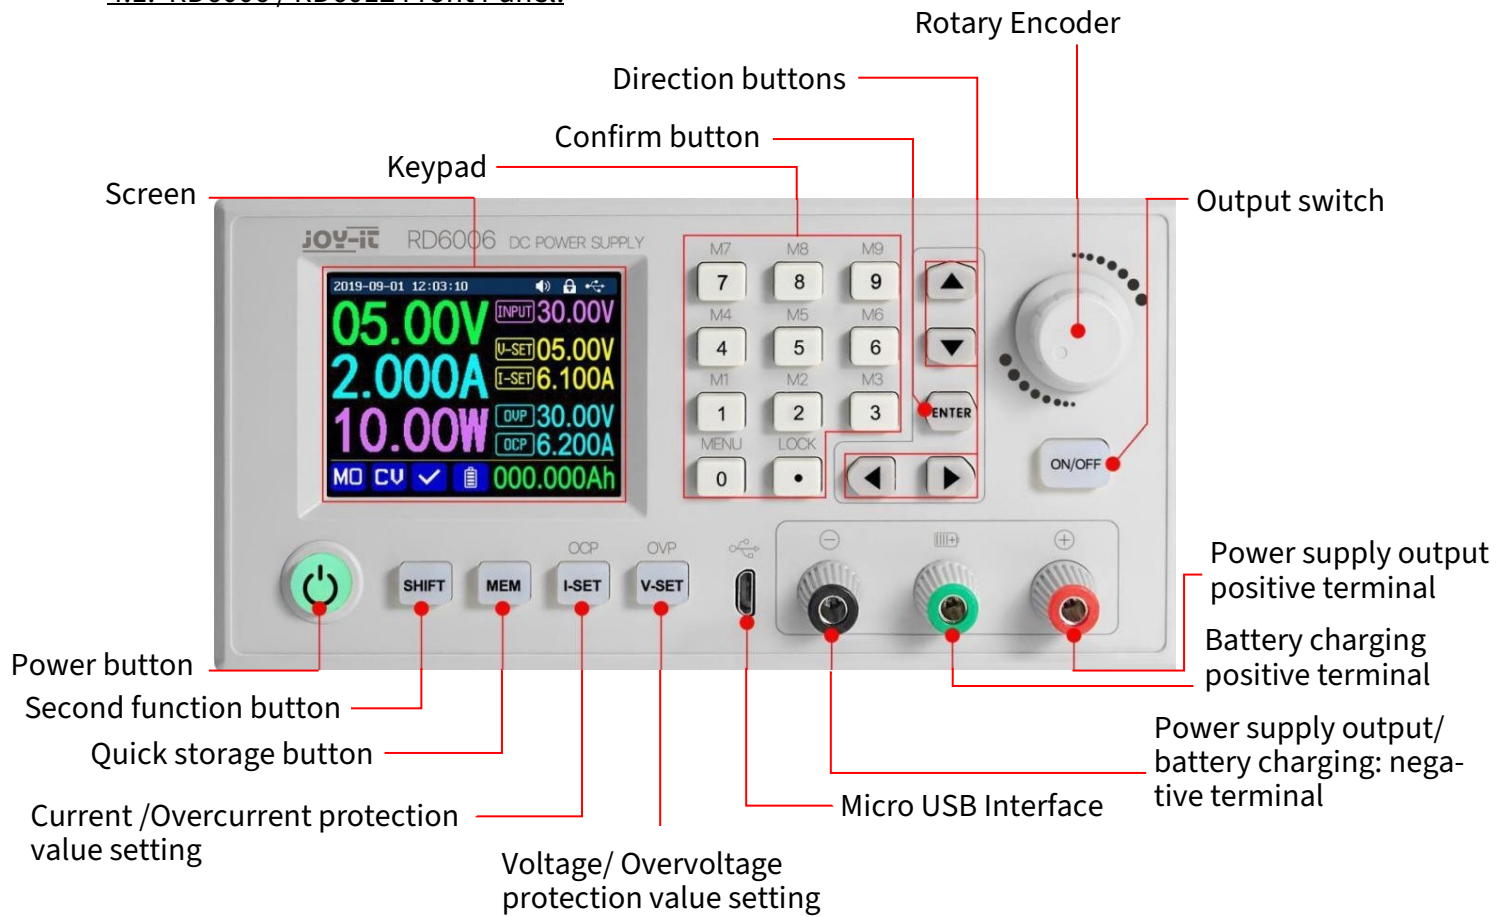 Rotary Encoder
Direction buttons
Confirm button
Keypad
Screen
Output switch
JOY-iT RD6006 DC POWER SUPPLY
2019-09-01 12:03:10
05.00V
INPUT 30.00V
V-SET 05.00V
2.000A
I-SET 6.100A
OVP 30.00V
10.00W
OCP 6.200A
M0 CV 000.000Ah
M7 M8 M9
7 8 9
M4 M5 M6
4 5 6
M1 M2 M3
1 2 3
ENTER
MENU LOCK
0 •
ON/OFF
OCP OVP
SHIFT MEM I-SET V-SET
Power supply output
positive terminal
Battery charging
positive terminal
Power supply output/
battery charging: nega-
tive terminal
Power button
Second function button
Quick storage button
Current /Overcurrent protection
value setting
Voltage/ Overvoltage
protection value setting
Micro USB Interface